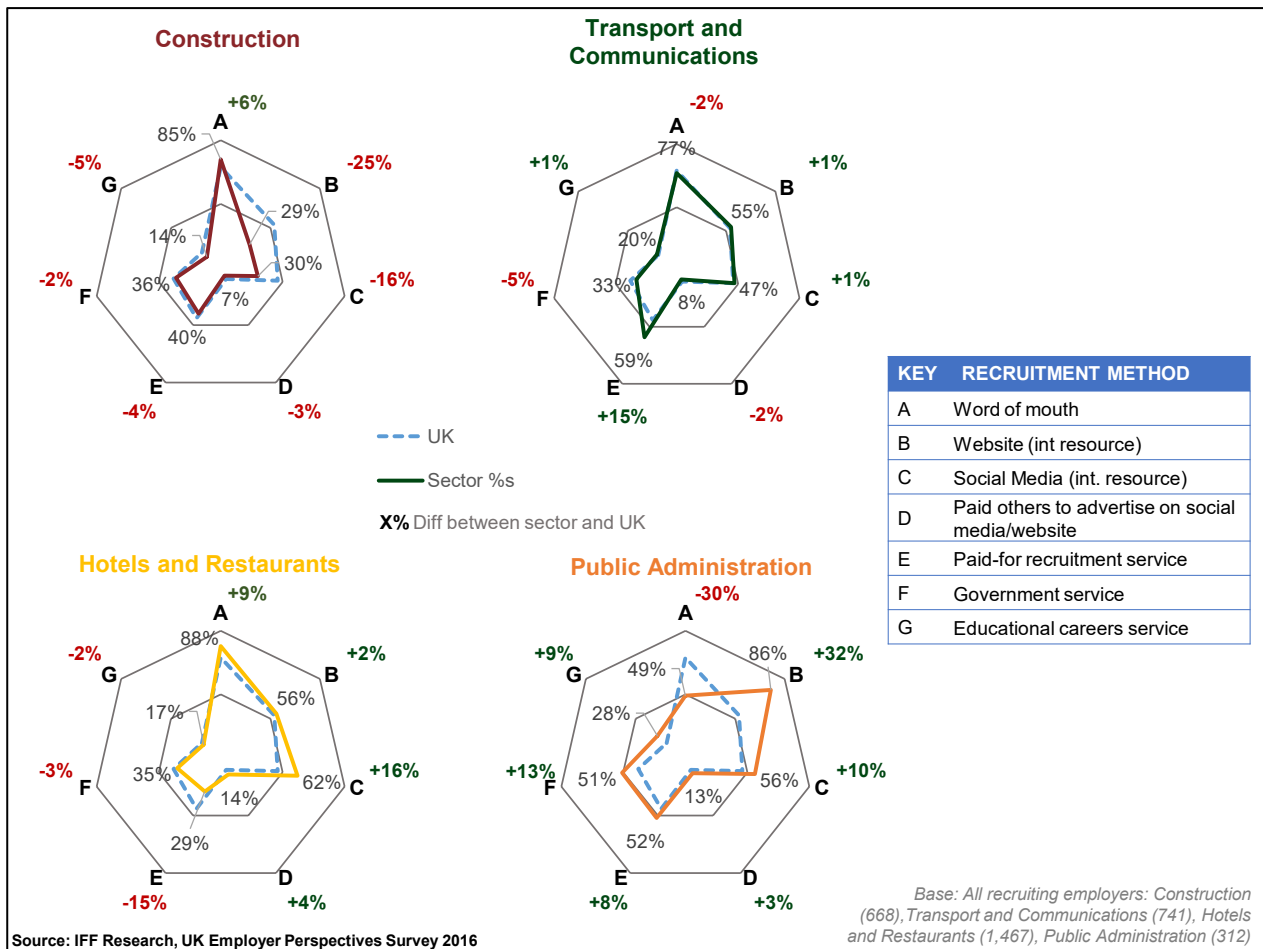 Construction
+6%
A
85%
-5%
G
-25%
B
29%
14%
30%
-2%
F
36%
7%
-16%
C
40%
E
-4%
D
-3%
Transport and
Communications
-2%
A
77%
+1%
G
+1%
B
55%
20%
-5%
F
33%
47%
+1%
C
8%
59%
E
+15%
D
-2%
UK
Sector %s
X% Diff between sector and UK
KEY RECRUITMENT METHOD
A Word of mouth
B Website (int resource)
C Social Media (int. resource)
D Paid others to advertise on social
media/website
E Paid-for recruitment service
F Government service
G Educational careers service
Hotels and Restaurants
+9%
A
88%
-2%
G
+2%
B
56%
17%
-3%
F
35%
62%
+16%
C
14%
29%
E
-15%
D
+4%
Public Administration
-30%
A
49%
86%
+9%
G
+32%
B
28%
+13%
F
51%
56%
+10%
C
13%
52%
E
+8%
D
+3%
Base: All recruiting employers: Construction
(668),Transport and Communications (741), Hotels
and Restaurants (1,467), Public Administration (312)
Source: IFF Research, UK Employer Perspectives Survey 2016